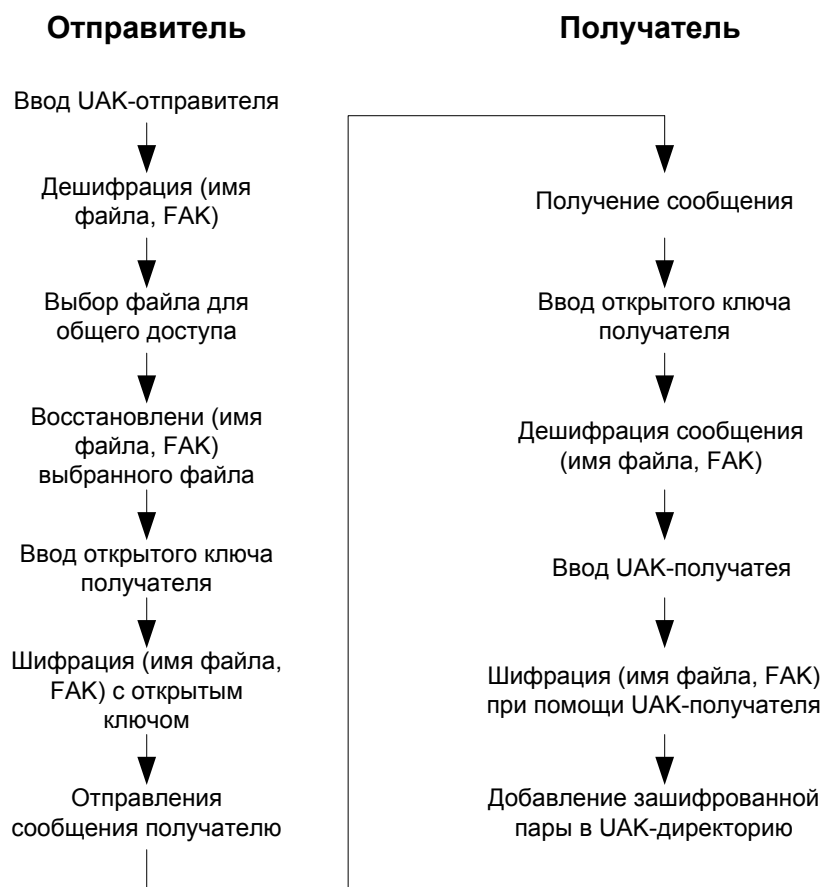 Отправитель
Ввод UAK-отправителя
Дешифрация (имя
файла, FAK)
Выбор файла для
общего доступа
Восстановлени (имя
файла, FAK)
выбранного файла
Ввод открытого ключа
получателя
Шифрация (имя файла,
FAK) с открытым
ключом
Отправления
сообщения получателю
Получатель
Получение сообщения
Ввод открытого ключа
получателя
Дешифрация сообщения
(имя файла, FAK)
Ввод UAK-получатея
Шифрация (имя файла, FAK)
при помощи UAK-получателя
Добавление зашифрованной
пары в UAK-директорию